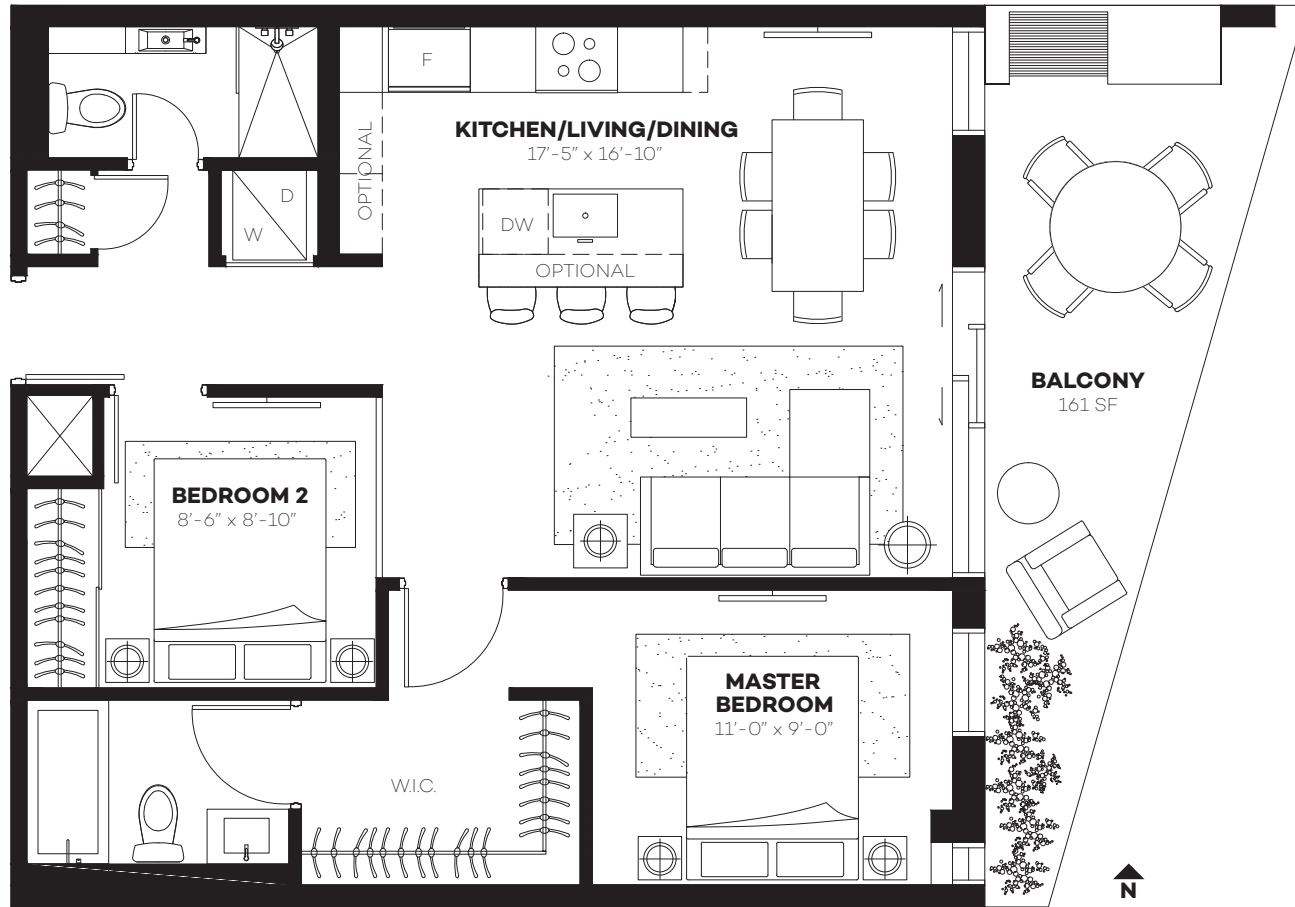 F
KITCHEN/LIVING/DINING
17'-5” x 16'-10”
OPTIONAL
D
W
DW
OPTIONAL
BALCONY
161 SF
BEDROOM 2
8'-6” x 8'-10”
MASTER
BEDROOM
11'-0” x 9'-0”
W.I.C.
N